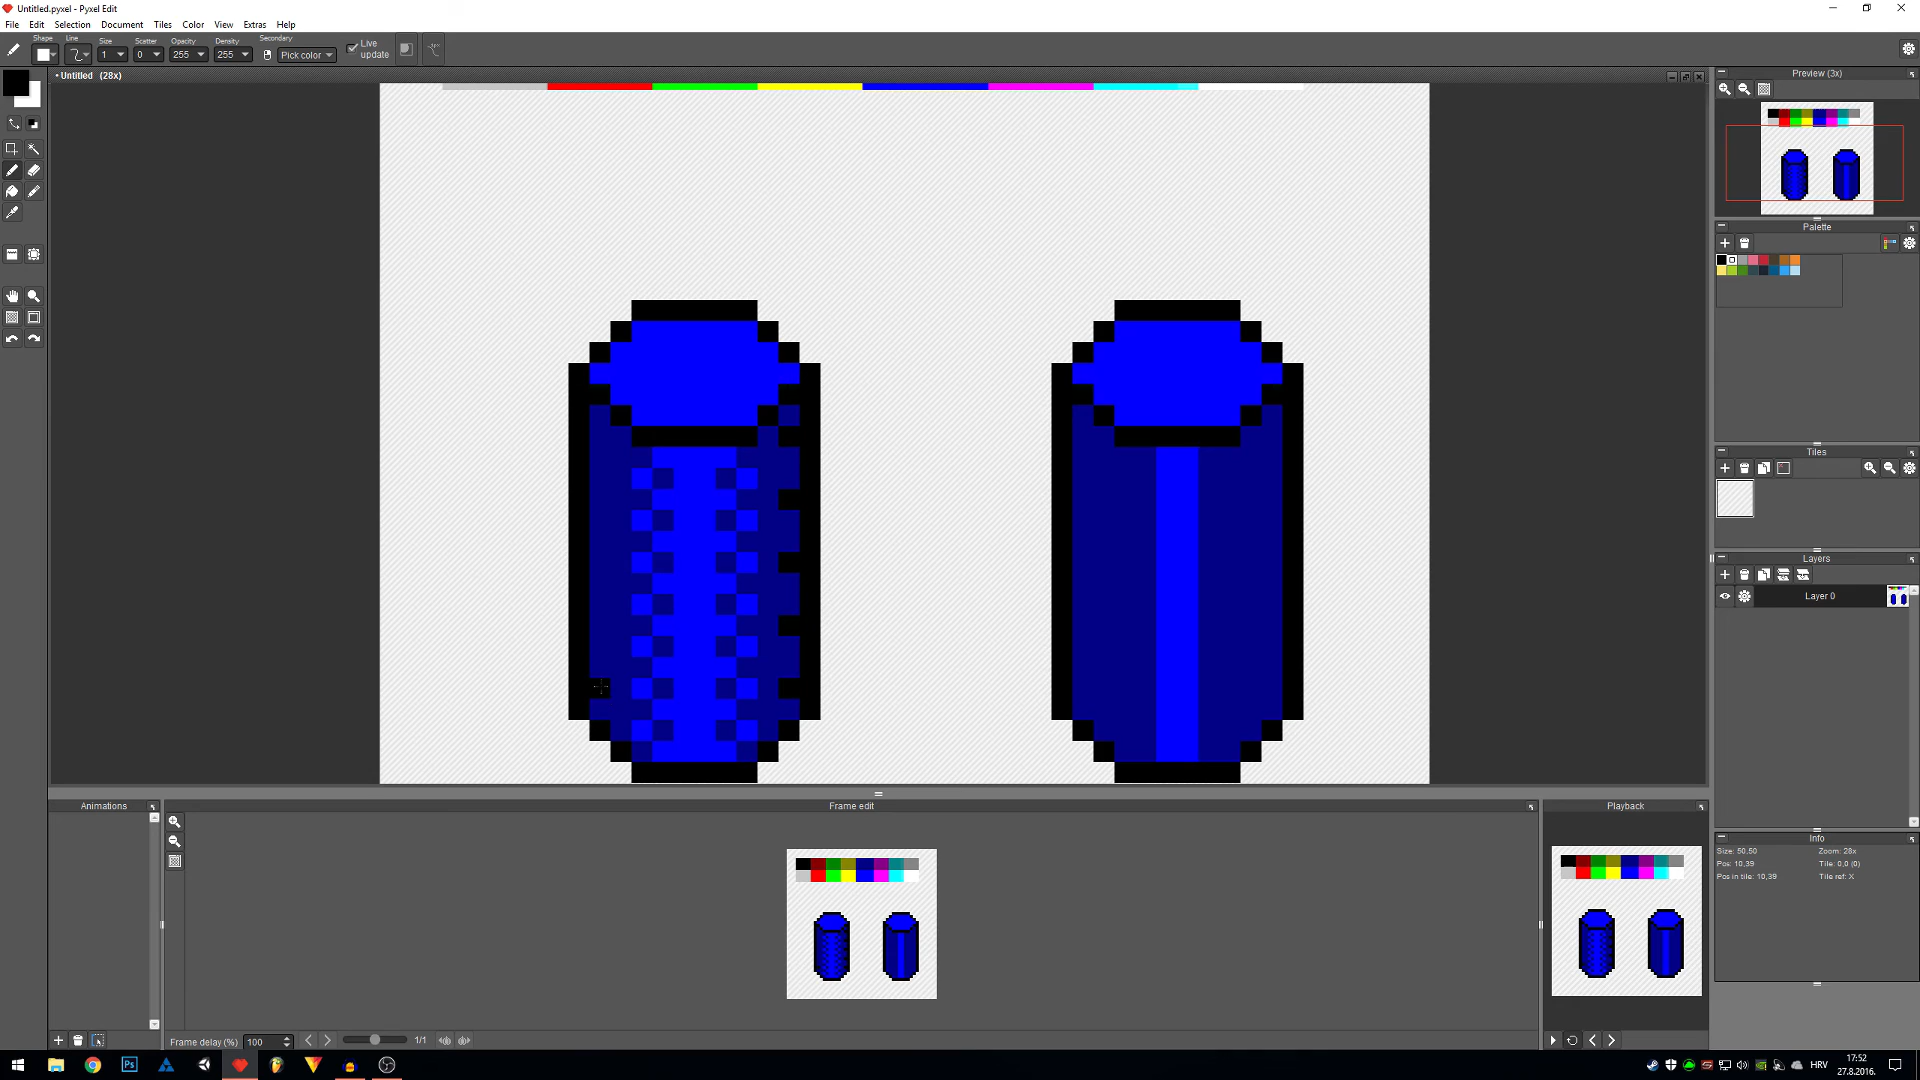 Untitled.pyxel - Pyxel Edit
File Edit Selection Document Tiles Color View Extras Help
Shape Line Size Scatter Opacity Density Secondary
1 0 255 255 Pick color Live update
• Untitled (28x)
Preview (3x)
Palette
Tiles
Layers
Layer 0
Animations Frame edit Playback
Info
Size: 50,50 Zoom: 28x
Pos: 10,39 Tile: 0,0 (0)
Pos in tile: 10,39 Tile ref: X
Frame delay (%) 100 1/1
Ps HRV 17:52
27.8.2016.